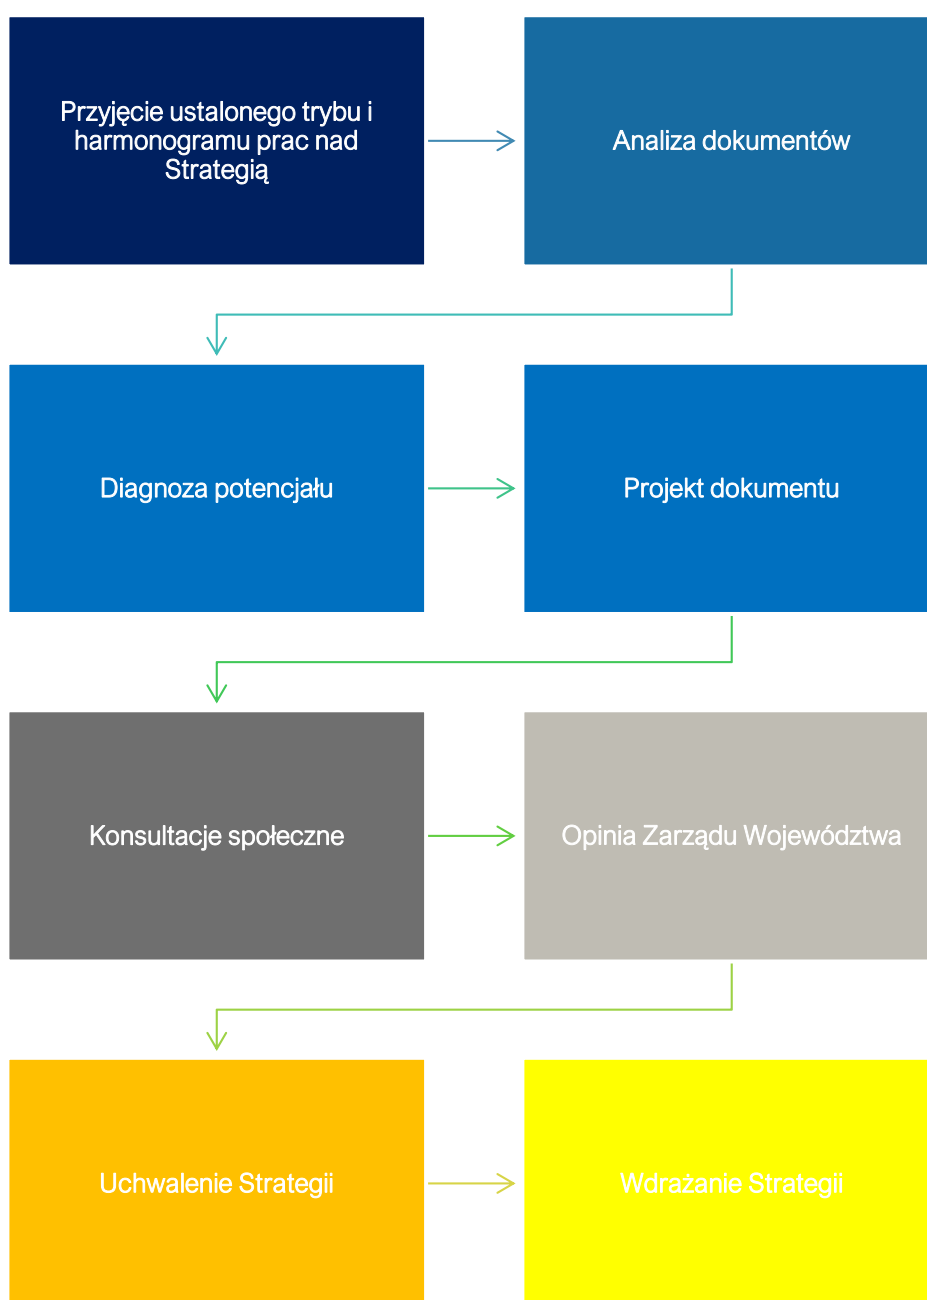 Przyjęcie ustalonego trybu i
harmonogramu prac nad
Strategią
Analiza dokumentów
Diagnoza potencjału
Projekt dokumentu
Konsultacje społeczne
Opinia Zarządu Województwa
Uchwalenie Strategii
Wdrażanie Strategii